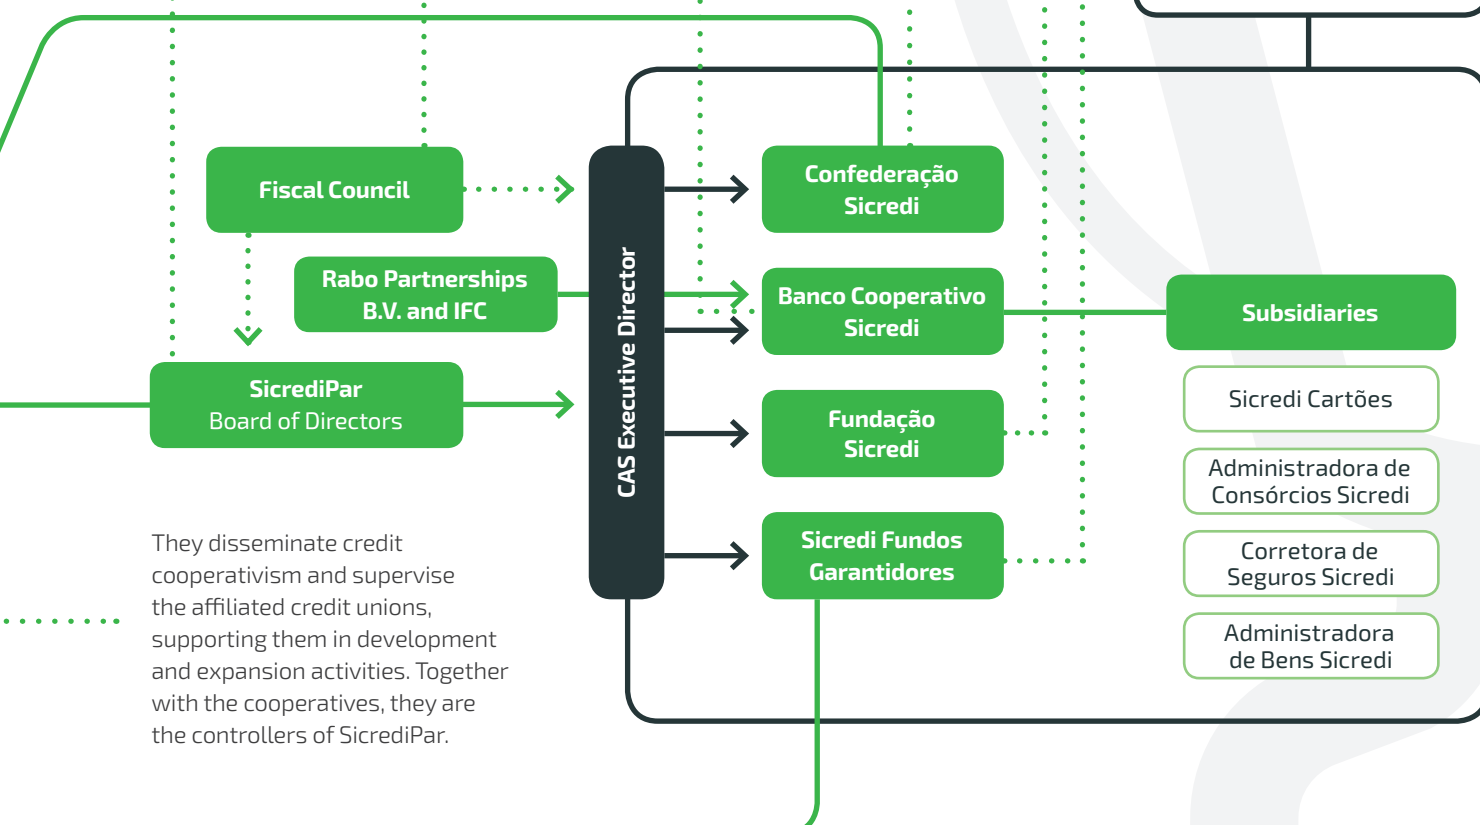 Fiscal Council
Rabo Partnerships
B.V. and IFC
SicrediPar
Board of Directors
They disseminate credit
cooperativism and supervise
the affiliated credit unions,
supporting them in development
and expansion activities. Together
with the cooperatives, they are
the controllers of SicrediPar.
CAS Executive Director
Confederação
Sicredi
Banco Cooperativo
Sicredi
Fundação
Sicredi
Sicredi Fundos
Garantidores
Subsidiaries
Sicredi Cartões
Administradora de
Consórcios Sicredi
Corretora de
Seguros Sicredi
Administradora
de Bens Sicredi